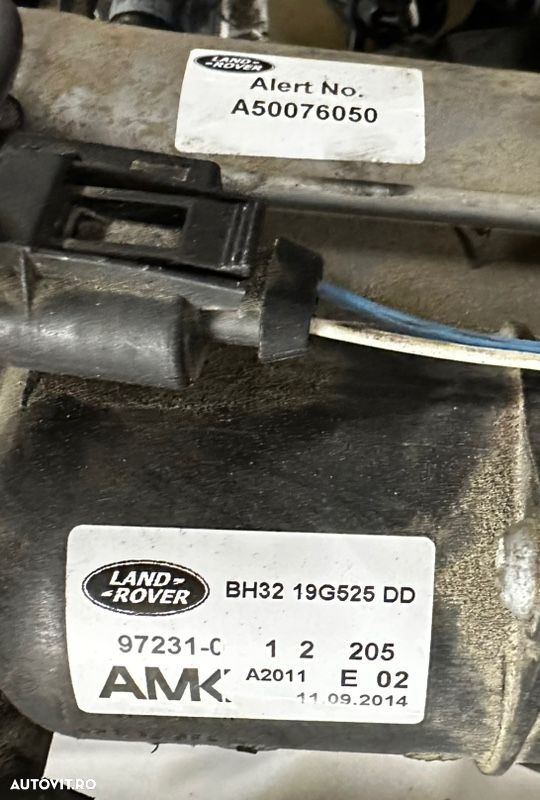 LAND-
-ROVER
Alert No.
A50076050
LAND-
-ROVER
BH32 19G525 DD
97231-0 1 2 205
AMK A2011 E 02
11.09.2014
AUTOVIT.RO